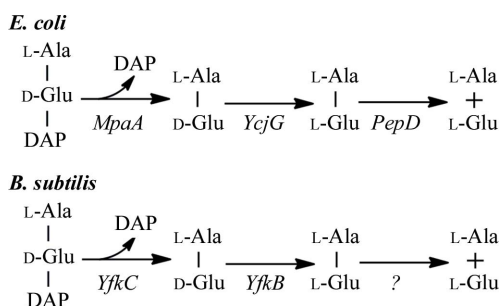 E. coli
L-Ala
D-Glu
DAP
DAP
MpaA
L-Ala
D-Glu
YcjG
L-Ala
L-Glu
PepD
L-Ala
+
L-Glu
B. subtilis
L-Ala
D-Glu
DAP
DAP
YfkC
L-Ala
D-Glu
YfkB
L-Ala
L-Glu
?
L-Ala
+
L-Glu